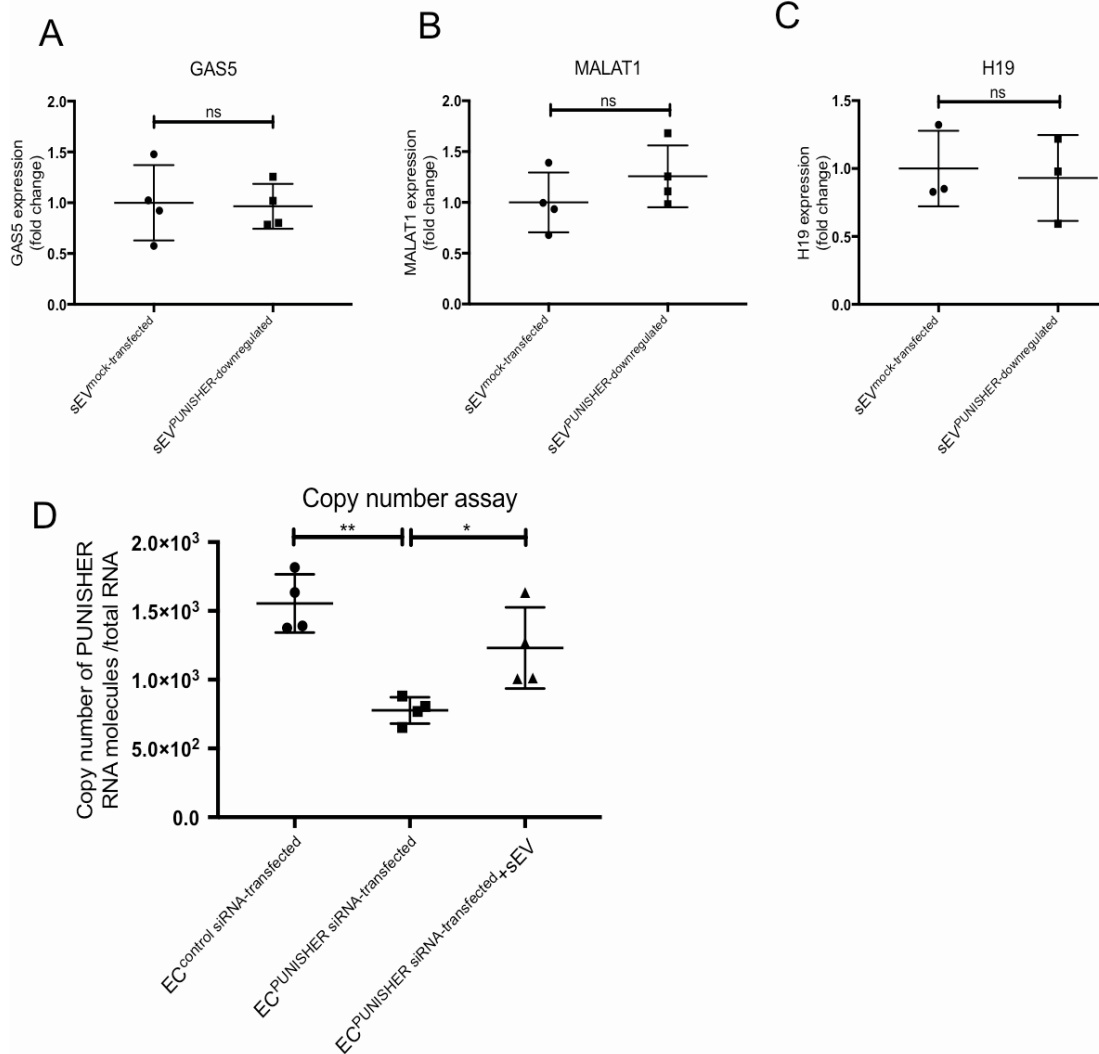 A
GAS5
ns
2.0
1.5
1.0
0.5
0.0
GAS5 expression
(fold change)
sEVmock-transfected
sEVPUNISHER-downregulated
B
MALAT1
ns
2.0
1.5
1.0
0.5
0.0
MALAT1 expression
(fold change)
sEVmock-transfected
sEVPUNISHER-downregulated
C
H19
ns
1.5
1.0
0.5
0.0
H19 expression
(fold change)
sEVmock-transfected
sEVPUNISHER-downregulated
D
Copy number assay
** *
2.0×10³
1.5×10³
1.0×10³
5.0×10²
0.0
Copy number of PUNISHER
RNA molecules /total RNA
ECcontrol siRNA-transfected
ECPUNISHER siRNA-transfected
ECPUNISHER siRNA-transfected+sEV